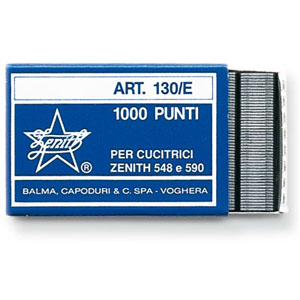 ART. 130/E
1000 PUNTI
Zenith
®
PER CUCITRICI
ZENITH 548 e 590
BALMA, CAPODURI & C. SPA - VOGHERA